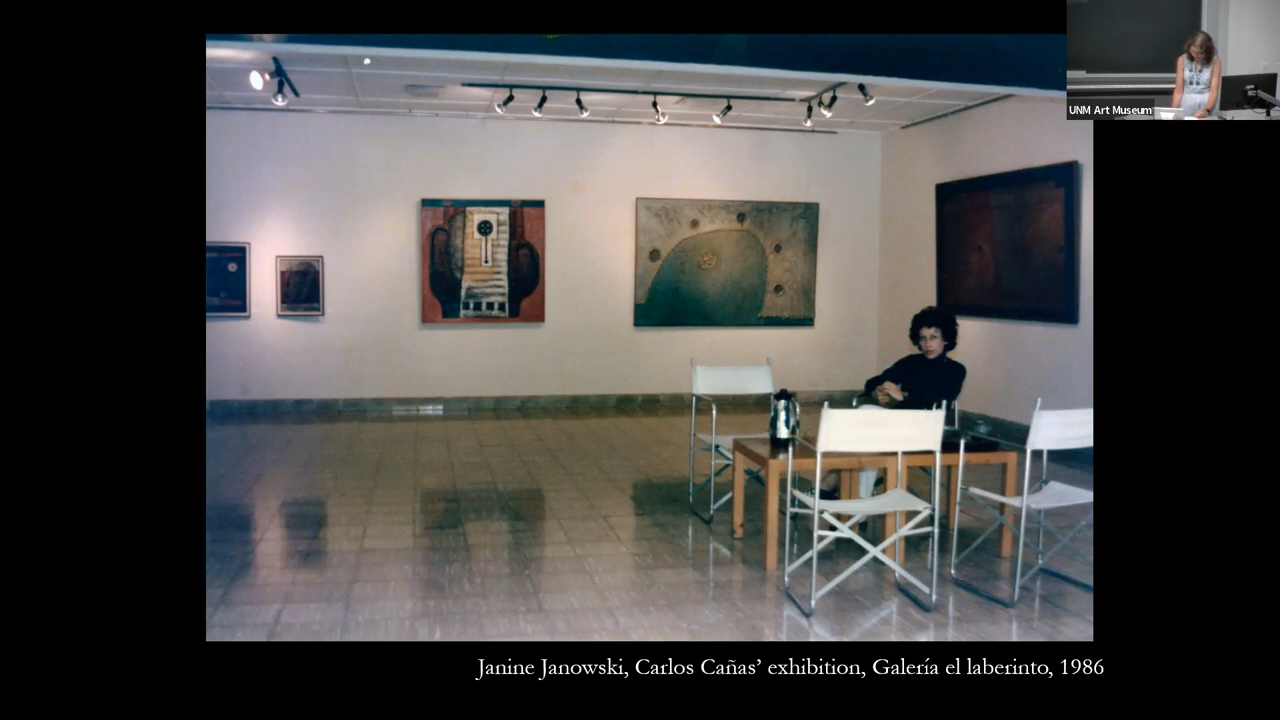 UNM Art Museum
Janine Janowski, Carlos Cañas’ exhibition, Galería el laberinto, 1986